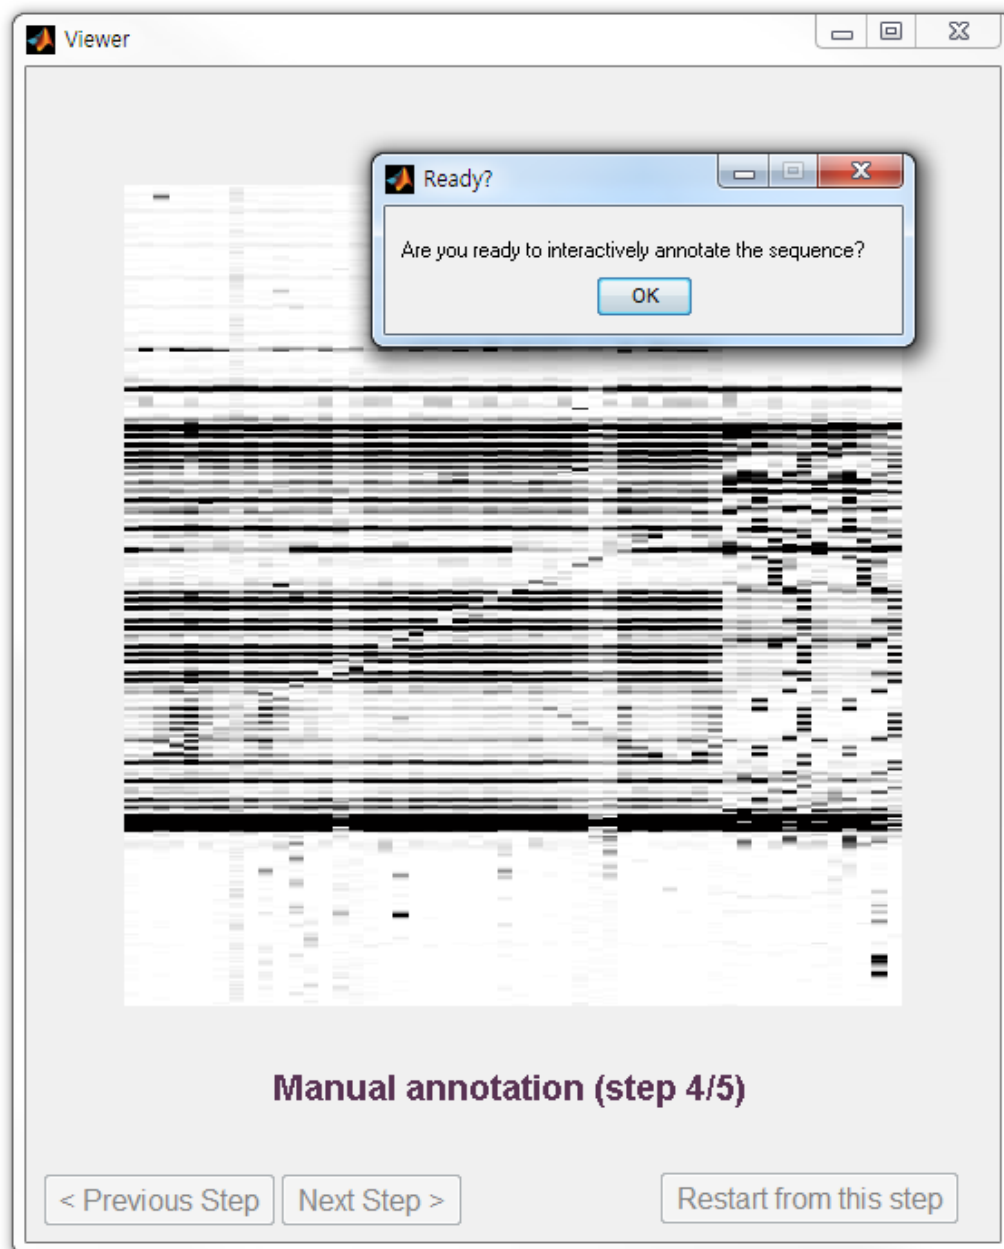 Viewer
Ready?
Are you ready to interactively annotate the sequence?
OK
Manual annotation (step 4/5)
< Previous Step
Next Step >
Restart from this step